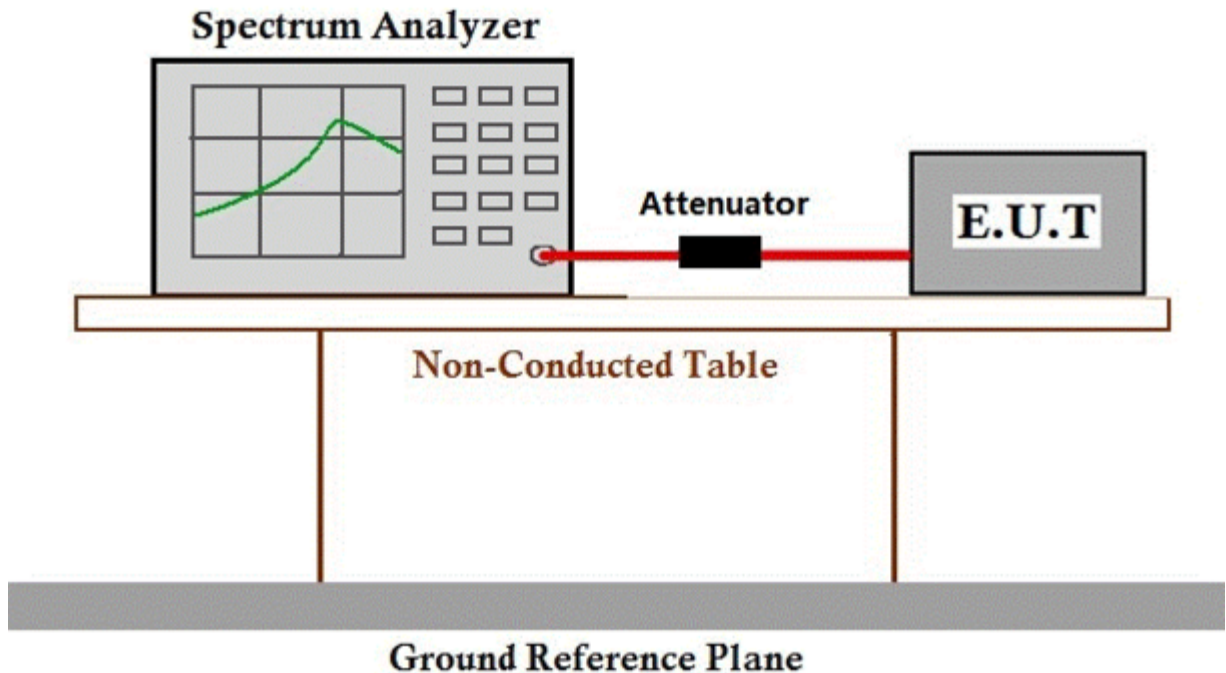 Spectrum Analyzer
Attenuator
E.U.T
Non-Conducted Table
Ground Reference Plane